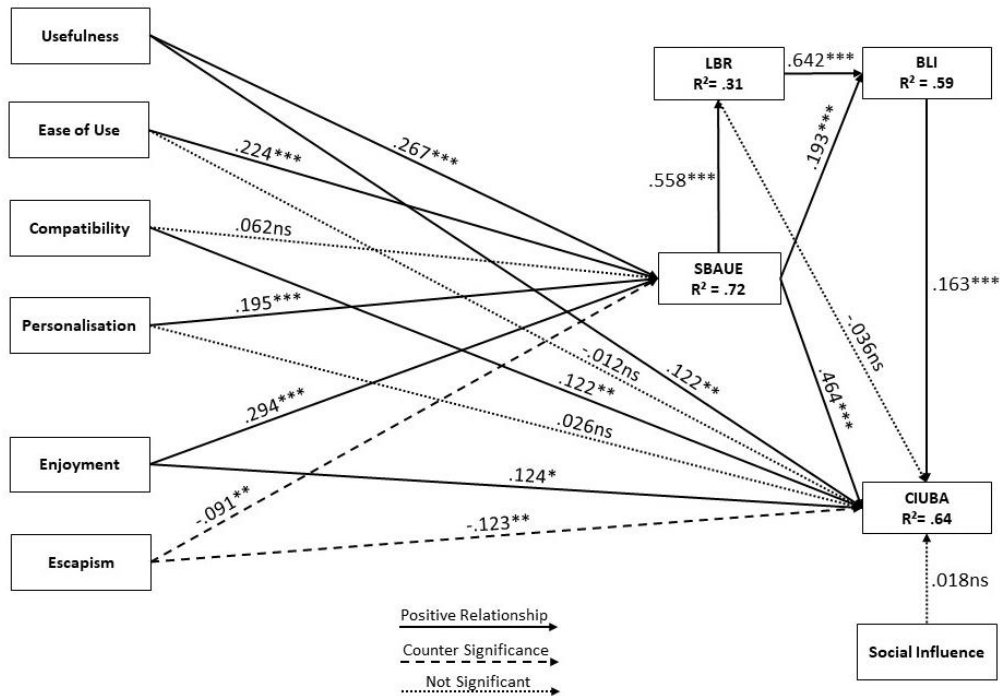 Usefulness
Ease of Use
Compatibility
Personalisation
Enjoyment
Escapism
LBR
R²= .31
.642***
BLI
R² = .59
.267***
.224***
.062ns
.195***
.294***
-.091**
.558***
.193***
SBAUE
R² = .72
.163***
-.036ns
.464***
-.012ns
.122**
.122**
.026ns
.124*
-.123**
CIUBA
R²= .64
.018ns
Social Influence
Positive Relationship
Counter Significance
Not Significant